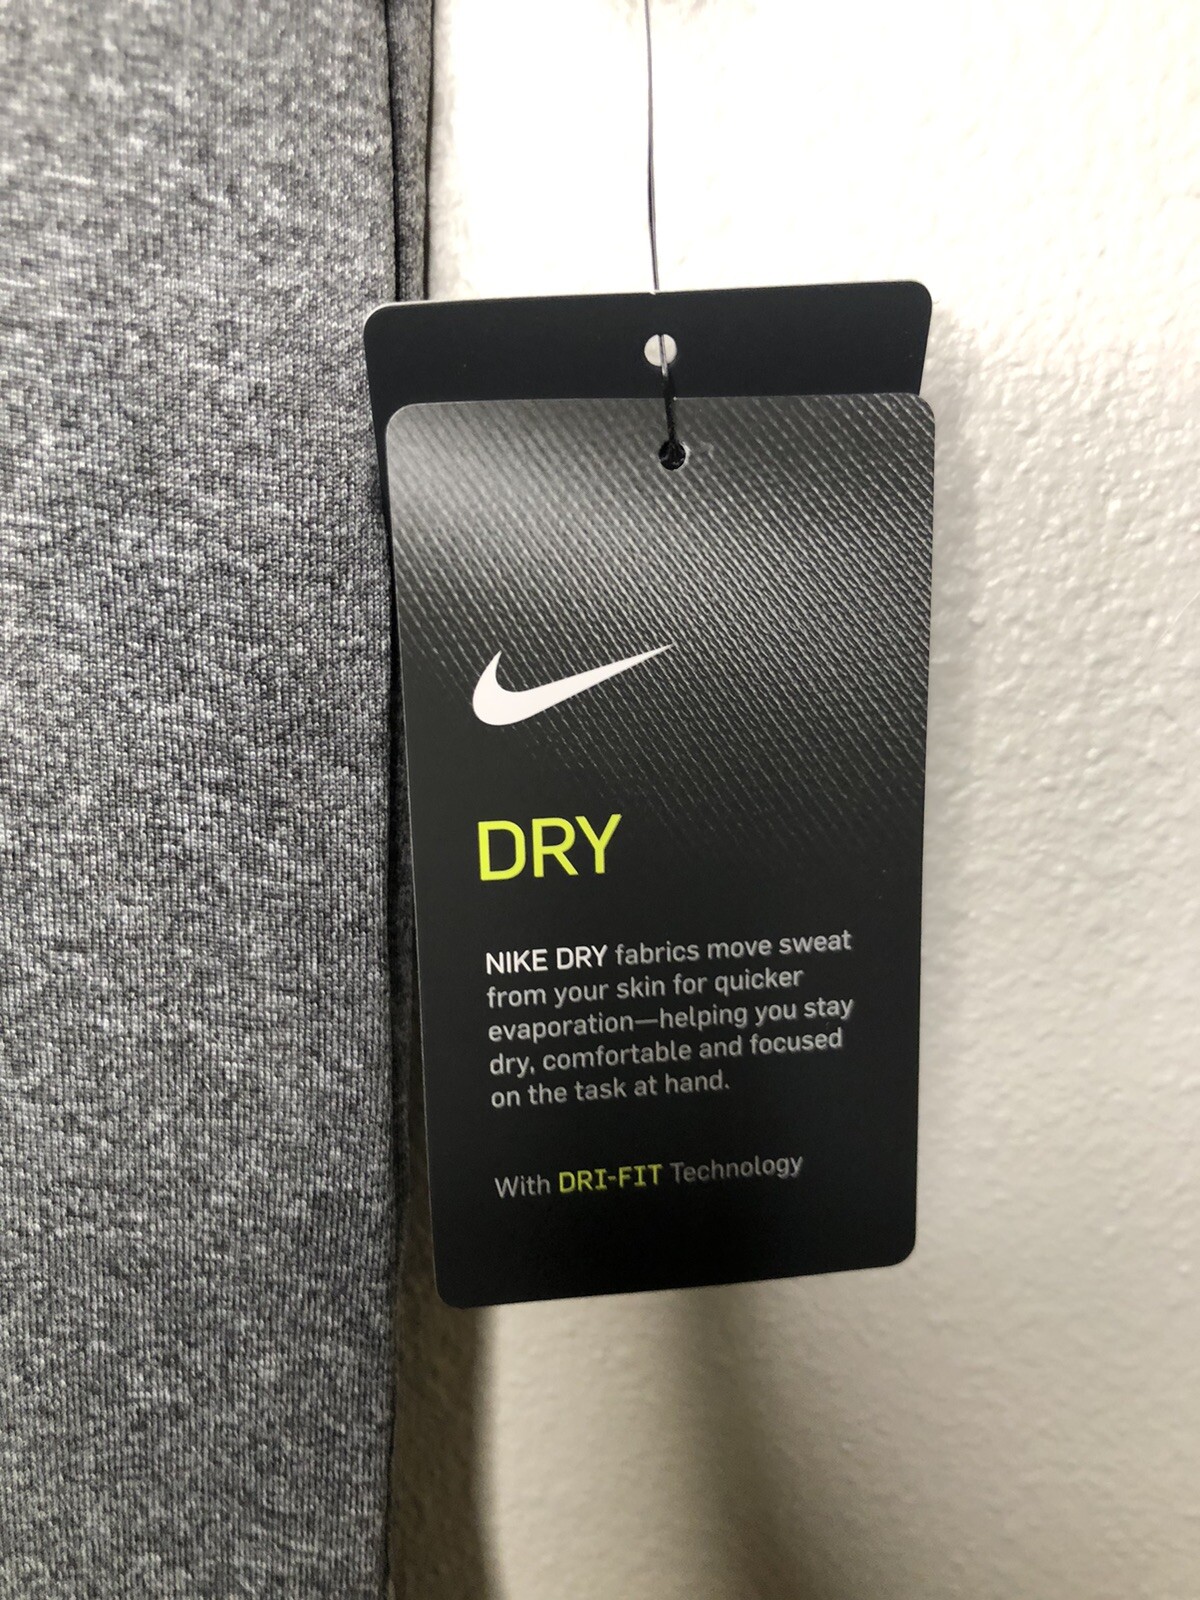 DRY
NIKE DRY fabrics move sweat
from your skin for quicker
evaporation—helping you stay
dry, comfortable and focused
on the task at hand.
With DRI-FIT Technology